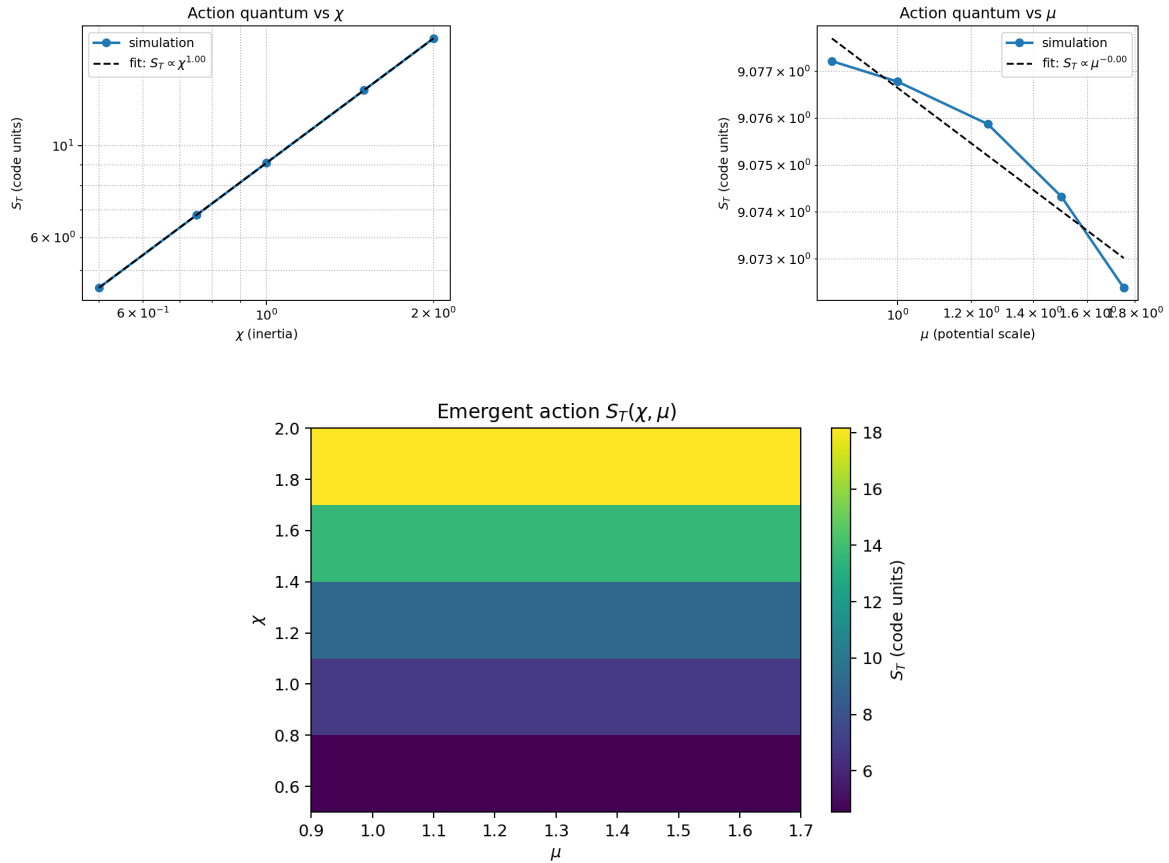 Action quantum vs χ
simulation
fit: S_T ∝ χ^1.00
10^1
6 × 10^0
S_T (code units)
6 × 10^−1
10^0
2 × 10^0
χ (inertia)
Action quantum vs μ
simulation
fit: S_T ∝ μ^−0.00
9.077 × 10^0
9.076 × 10^0
9.075 × 10^0
9.074 × 10^0
9.073 × 10^0
S_T (code units)
10^0
1.2 × 10^0
1.4 × 10^0
1.6 × 10^0
1.8 × 10^0
μ (potential scale)
Emergent action S_T(χ, μ)
2.0
1.8
1.6
1.4
1.2
1.0
0.8
0.6
χ
0.9
1.0
1.1
1.2
1.3
1.4
1.5
1.6
1.7
μ
18
16
14
12
10
8
6
S_T (code units)